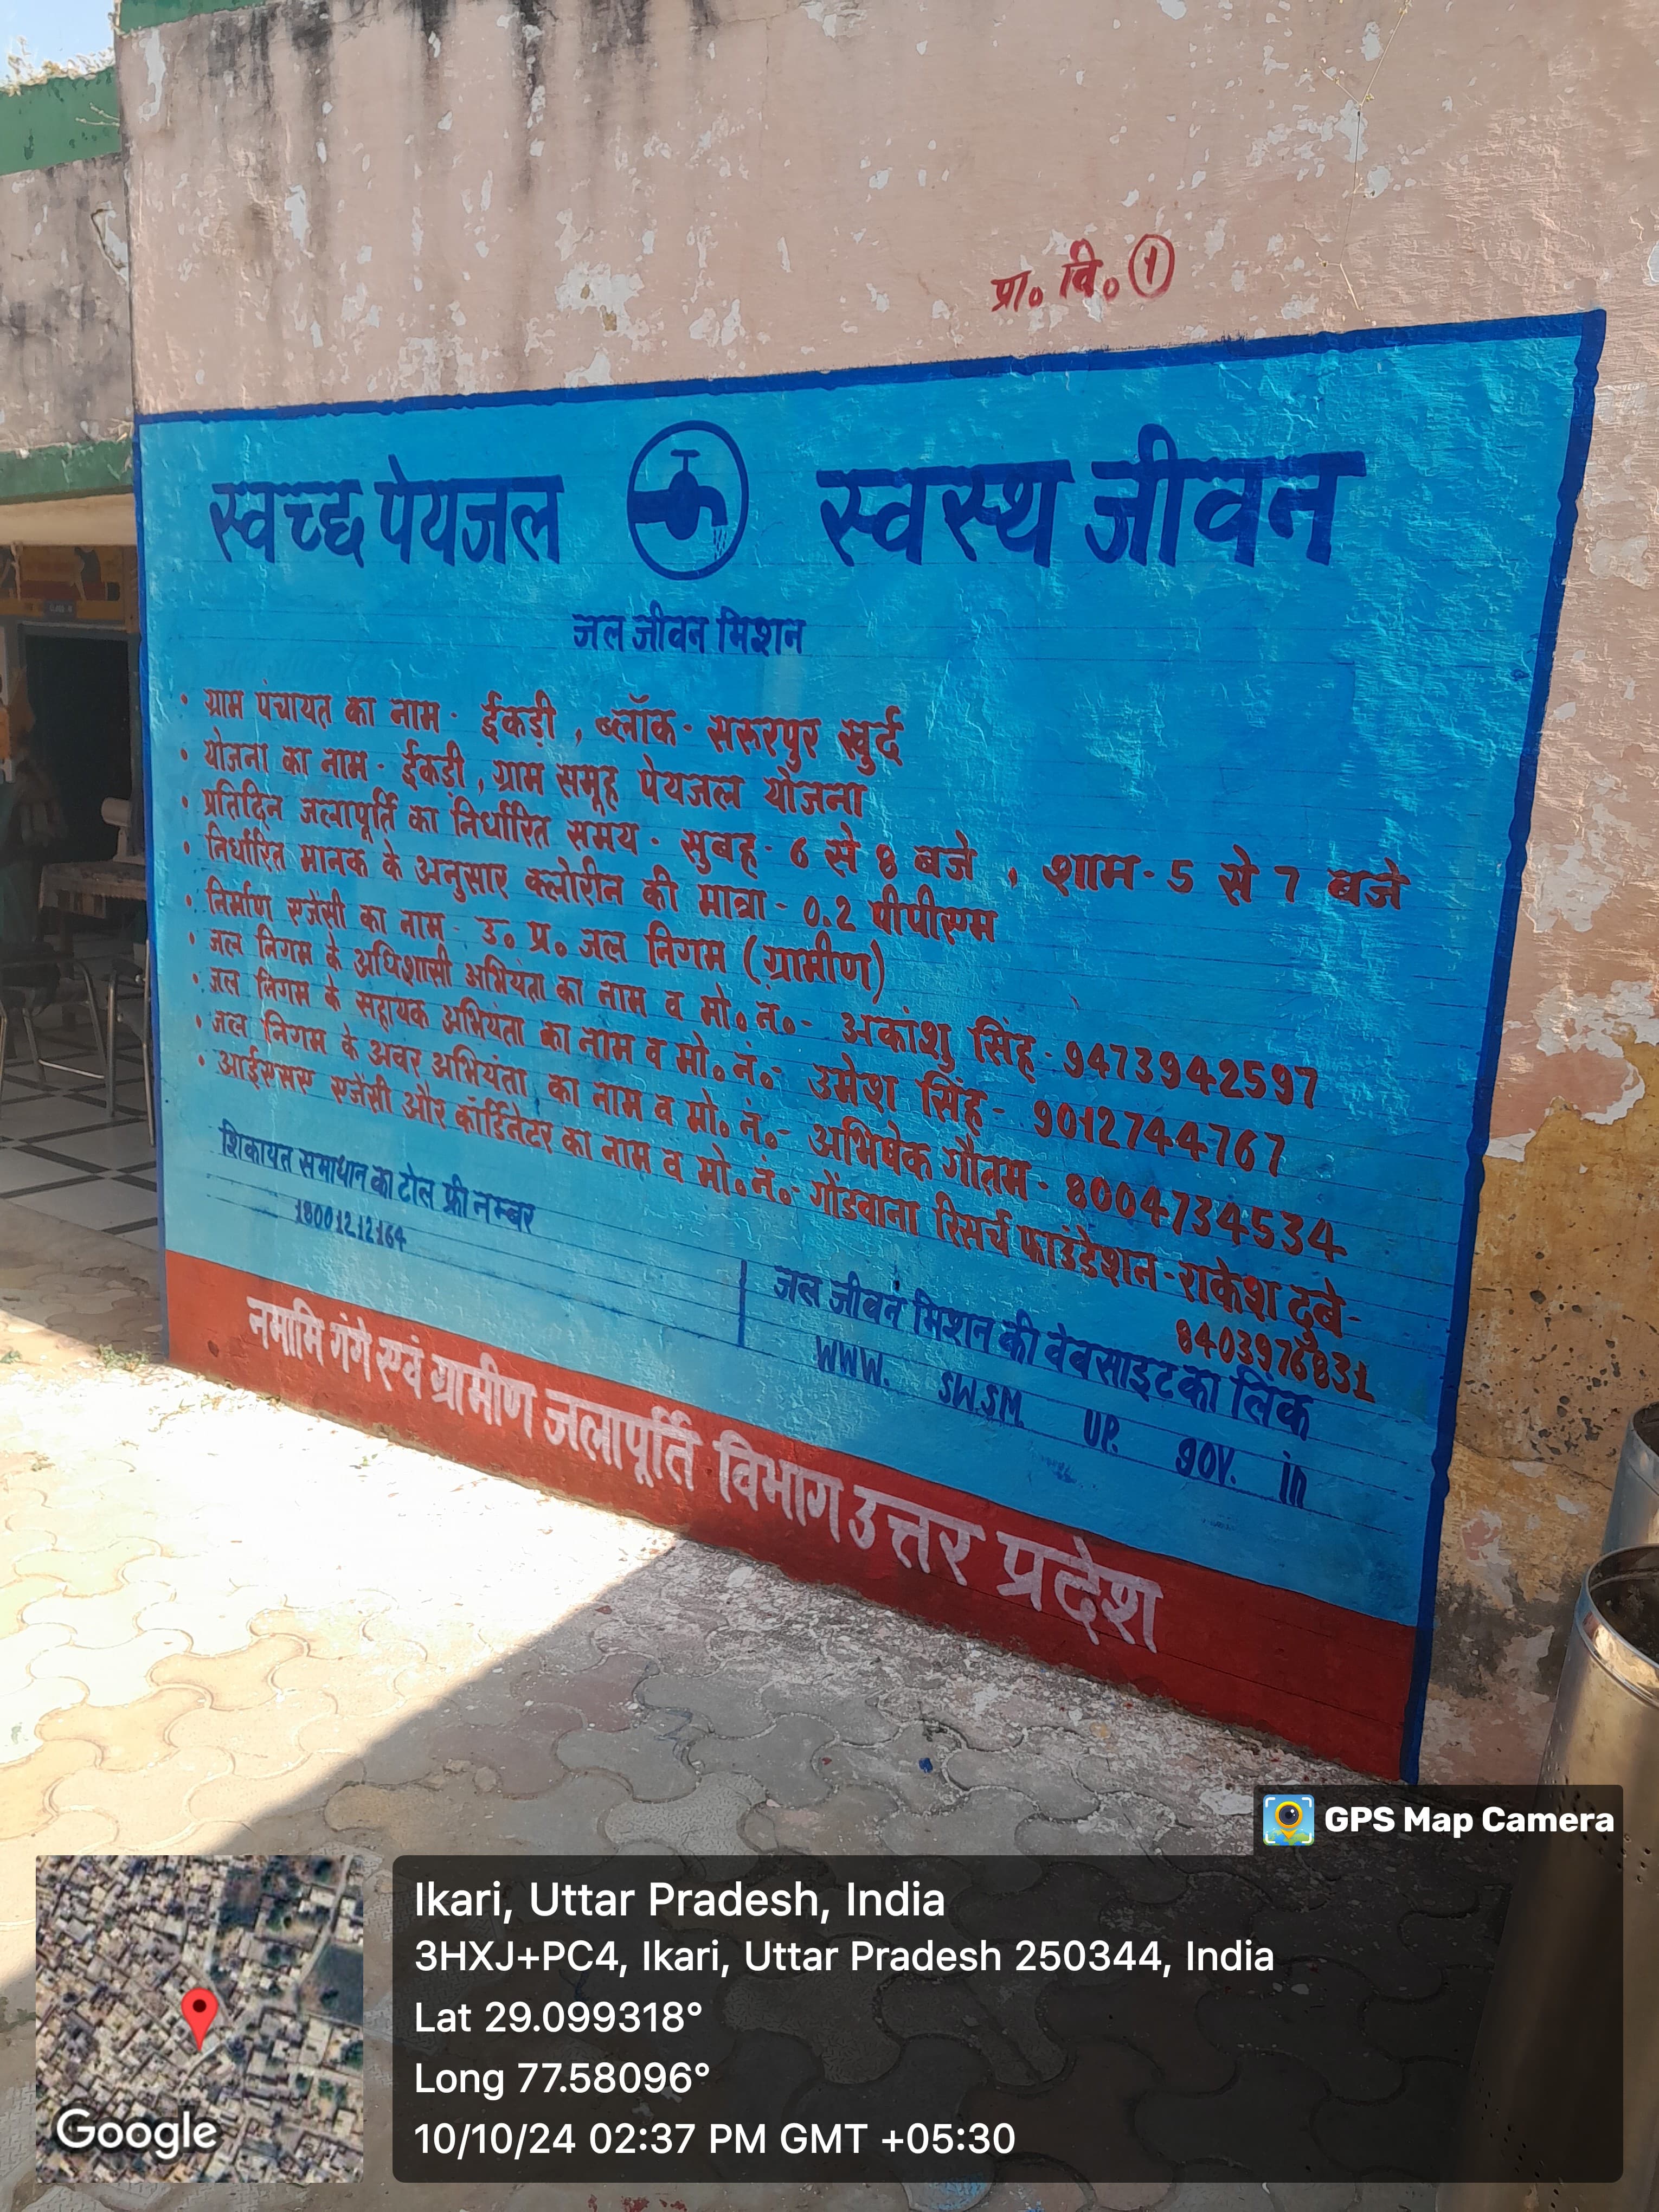 प्रा० वि० १
स्वच्छ पेयजल स्वस्थ जीवन
जल जीवन मिशन
• ग्राम पंचायत का नाम - ईकड़ी, ब्लॉक - सरुरपुर खुर्द
• योजना का नाम - ईकड़ी, ग्राम समूह पेयजल योजना
• प्रतिदिन जलापूर्ति का निर्धारित समय - सुबह - 6 से 8 बजे, शाम - 5 से 7 बजे
• निर्धारित मानक के अनुसार क्लोरीन की मात्रा - 0.2 पीपीएम
• निर्माण एजेंसी का नाम - उ० प्र० जल निगम (ग्रामीण)
• जल निगम के अधिशासी अभियंता का नाम व मो० नं० - अकांशु सिंह - 9473942597
• जल निगम के सहायक अभियंता का नाम व मो० नं० - उमेश सिंह - 9012744767
• जल निगम के अवर अभियंता का नाम व मो० नं० - अभिषेक गौतम - 8004734534
• आईएसए एजेंसी और कोर्डिनेटर का नाम व मो० नं० - गोंडवाना रिसर्च फाउंडेशन - राकेश दुबे -
8403976831
शिकायत समाधान का टोल फ्री नम्बर
18001212164
जल जीवन मिशन की वेबसाइट का लिंक
WWW. SWSM. UP. gov. in
नमामि गंगे एवं ग्रामीण जलापूर्ति विभाग उत्तर प्रदेश
GPS Map Camera
Ikari, Uttar Pradesh, India
3HXJ+PC4, Ikari, Uttar Pradesh 250344, India
Lat 29.099318°
Long 77.58096°
10/10/24 02:37 PM GMT +05:30
Google